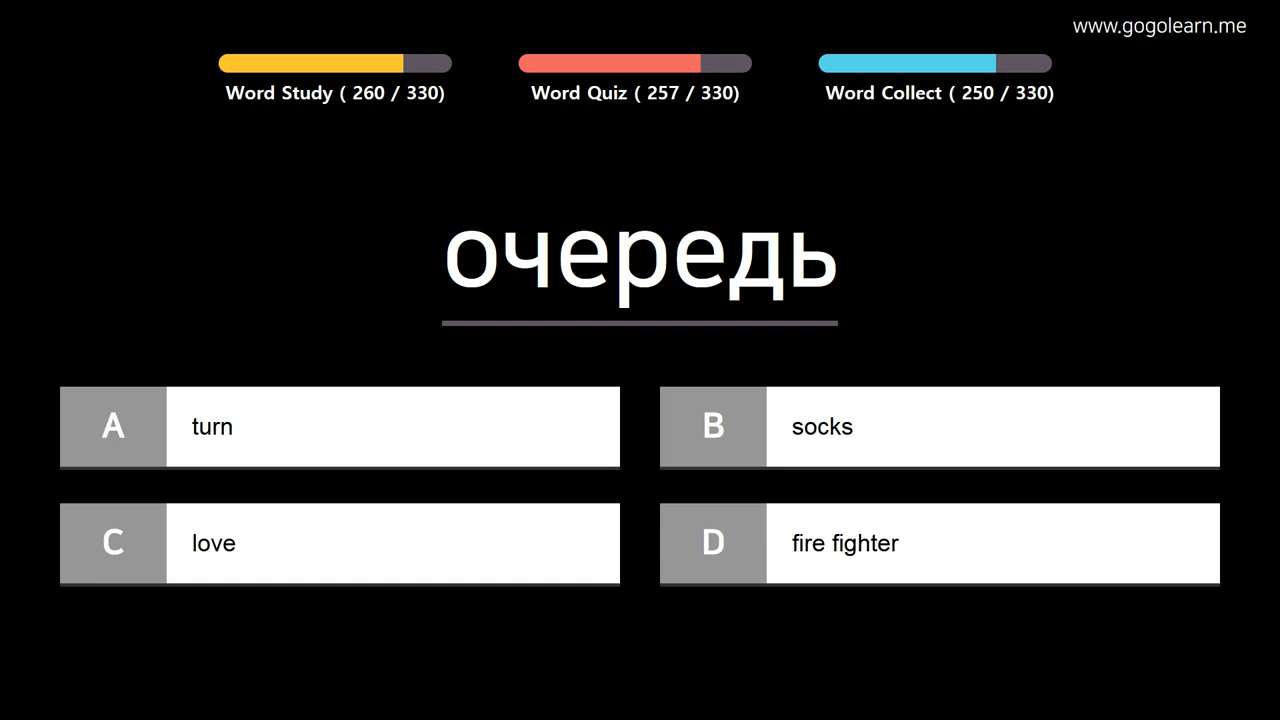 www.gogolearn.me
Word Study ( 260 / 330)
Word Quiz ( 257 / 330)
Word Collect ( 250 / 330)
очередь
A turn
B socks
C love
D fire fighter